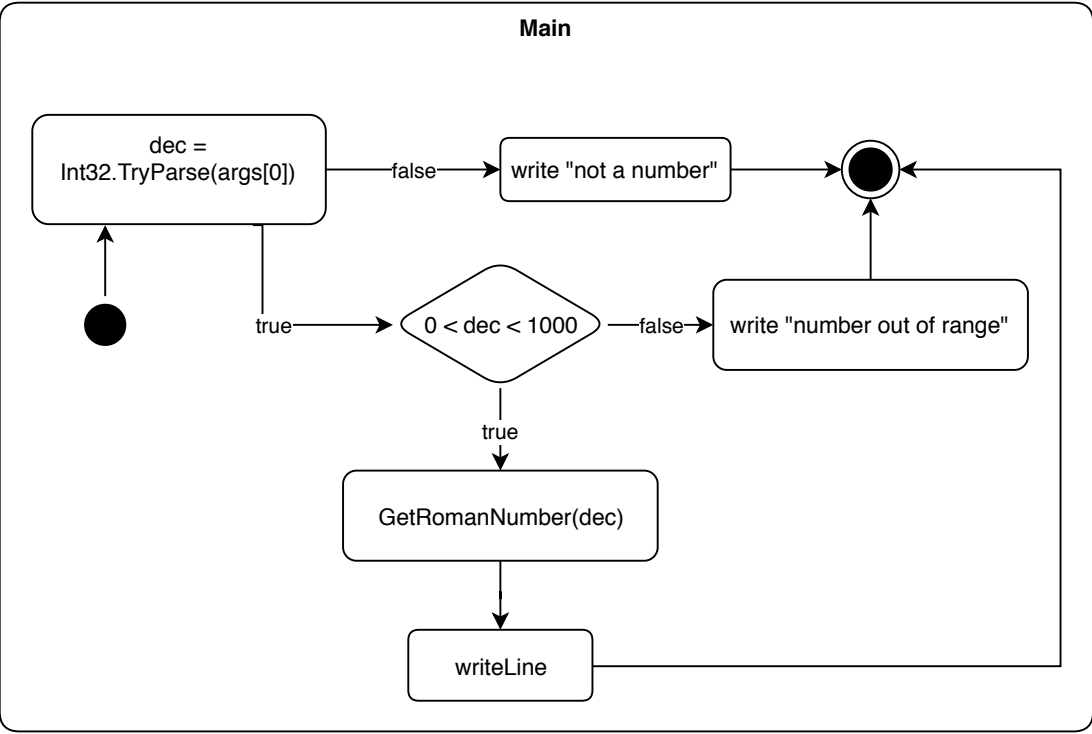 Main
dec =
Int32.TryParse(args[0])
false
write "not a number"
true
0 < dec < 1000
false
write "number out of range"
true
GetRomanNumber(dec)
writeLine